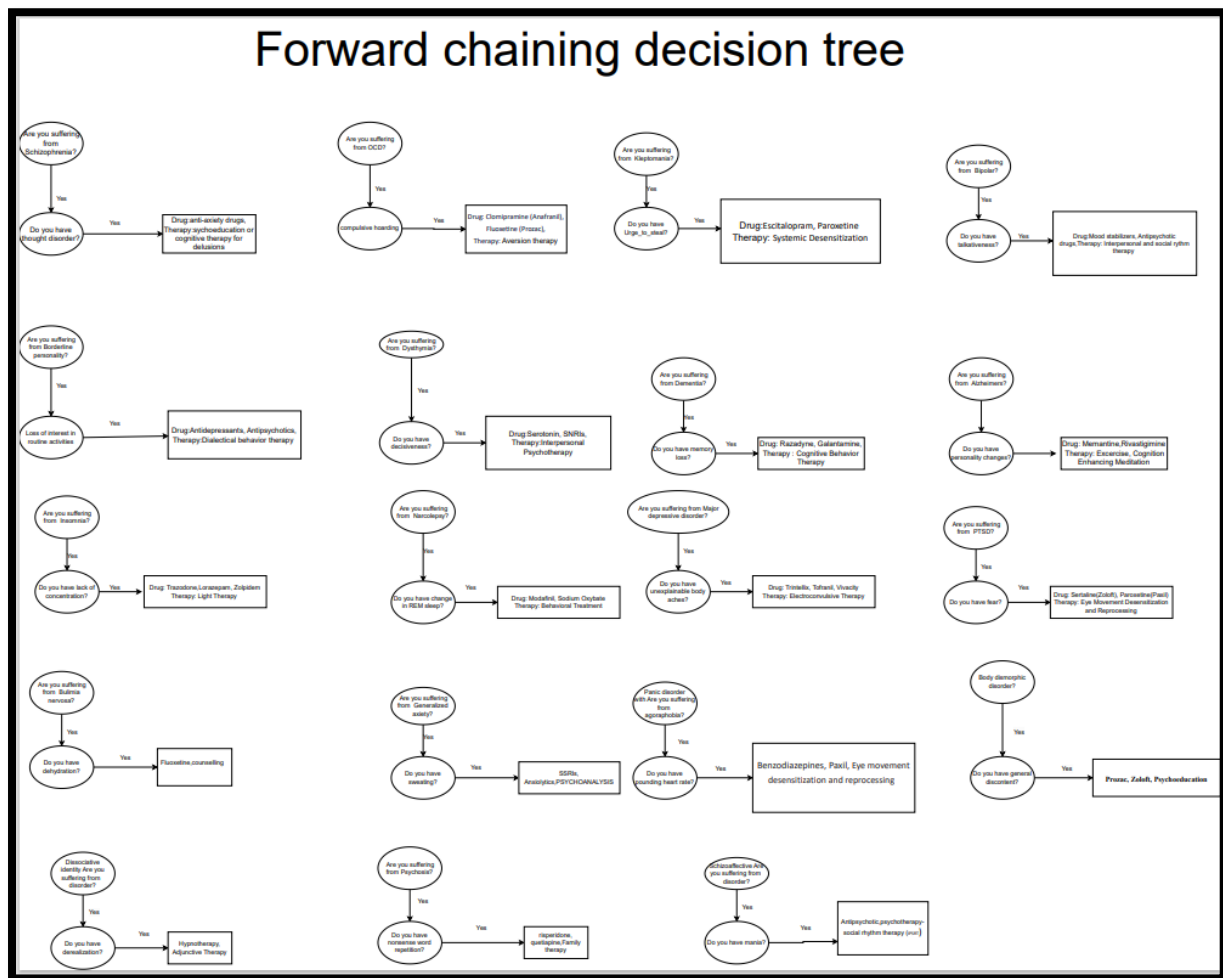 Forward chaining decision tree
Are you suffering
from
Schizophrenia?
Yes
Do you have
thought disorder?
Yes
Drug:anti-axiety drugs,
Therapy:sychoeducation or
cognitive therapy for
delusions
Are you suffering
from OCD?
Yes
compulsive hoarding
Yes
Drug: Clomipramine (Anafranil),
Fluoxetine (Prozac),
Therapy: Aversion therapy
Are you suffering
from Kleptomania?
Yes
Do you have
Urge_to_steal?
Yes
Drug:Escitalopram, Paroxetine
Therapy: Systemic Desensitization
Are you suffering
from Bipolar?
Yes
Do you have
talkativeness?
Yes
Drug:Mood stabilizers, Antipsychotic
drugs,Therapy: Interpersonal and social rythm
therapy
Are you suffering
from Borderline
personality?
Yes
Loss of interest in
routine activities
Yes
Drug:Antidepressants, Antipsychotics,
Therapy:Dialectical behavior therapy
Are you suffering
from Dysthymia?
Yes
Do you have
decisiveness?
Yes
Drug:Serotonin, SNRIs,
Therapy:Interpersonal
Psychotherapy
Are you suffering
from Dementia?
Yes
Do you have memory
loss?
Yes
Drug: Razadyne, Galantamine,
Therapy : Cognitive Behavior
Therapy
Are you suffering
from Alzheimers?
Yes
Do you have
personality changes?
Yes
Drug: Memantine,Rivastigimine
Therapy: Excercise, Cognition
Enhancing Meditation
Are you suffering
from Insomnia?
Yes
Do you have lack of
concentration?
Yes
Drug: Trazodone,Lorazepam, Zolpidem
Therapy: Light Therapy
Are you suffering
from Narcolepsy?
Yes
Do you have change
in REM sleep?
Yes
Drug: Modafinil, Sodium Oxybate
Therapy: Behavioral Treatment
Are you suffering from Major
depressive disorder?
Yes
Do you have
unexplainable body
aches?
Yes
Drug: Trintellix, Tofranil, Vivacity
Therapy: Electroconvulsive Therapy
Are you suffering
from PTSD?
Yes
Do you have fear?
Yes
Drug: Sertaline(Zoloft), Paroxetine(Paxil)
Therapy: Eye Movement Desensitization
and Reprocessing
Are you suffering
from Bulimia
nervosa?
Yes
Do you have
dehydration?
Yes
Fluoxetine,counselling
Are you suffering
from Generalized
axiety?
Yes
Do you have
sweating?
Yes
SSRIs,
Anxiolytics,PSYCHOANALYSIS
Panic disorder
with Are you suffering
from
agoraphobia?
Yes
Do you have
pounding heart rate?
Yes
Benzodiazepines, Paxil, Eye movement
desensitization and reprocessing
Body dismorphic
disorder?
Yes
Do you have general
discontent?
Yes
Prozac, Zoloft, Psychoeducation
Dissociative
identity Are you
suffering from
disorder?
Yes
Do you have
derealization?
Yes
Hypnotherapy,
Adjunctive Therapy
Are you suffering
from Psychosis?
Yes
Do you have
nonsense word
repetition?
Yes
risperidone,
quetiapine,Family
therapy
Schizoaffective Are
you suffering from
disorder?
Yes
Do you have mania?
Yes
Antipsychotic,psychotherapy-
social rhythm therapy